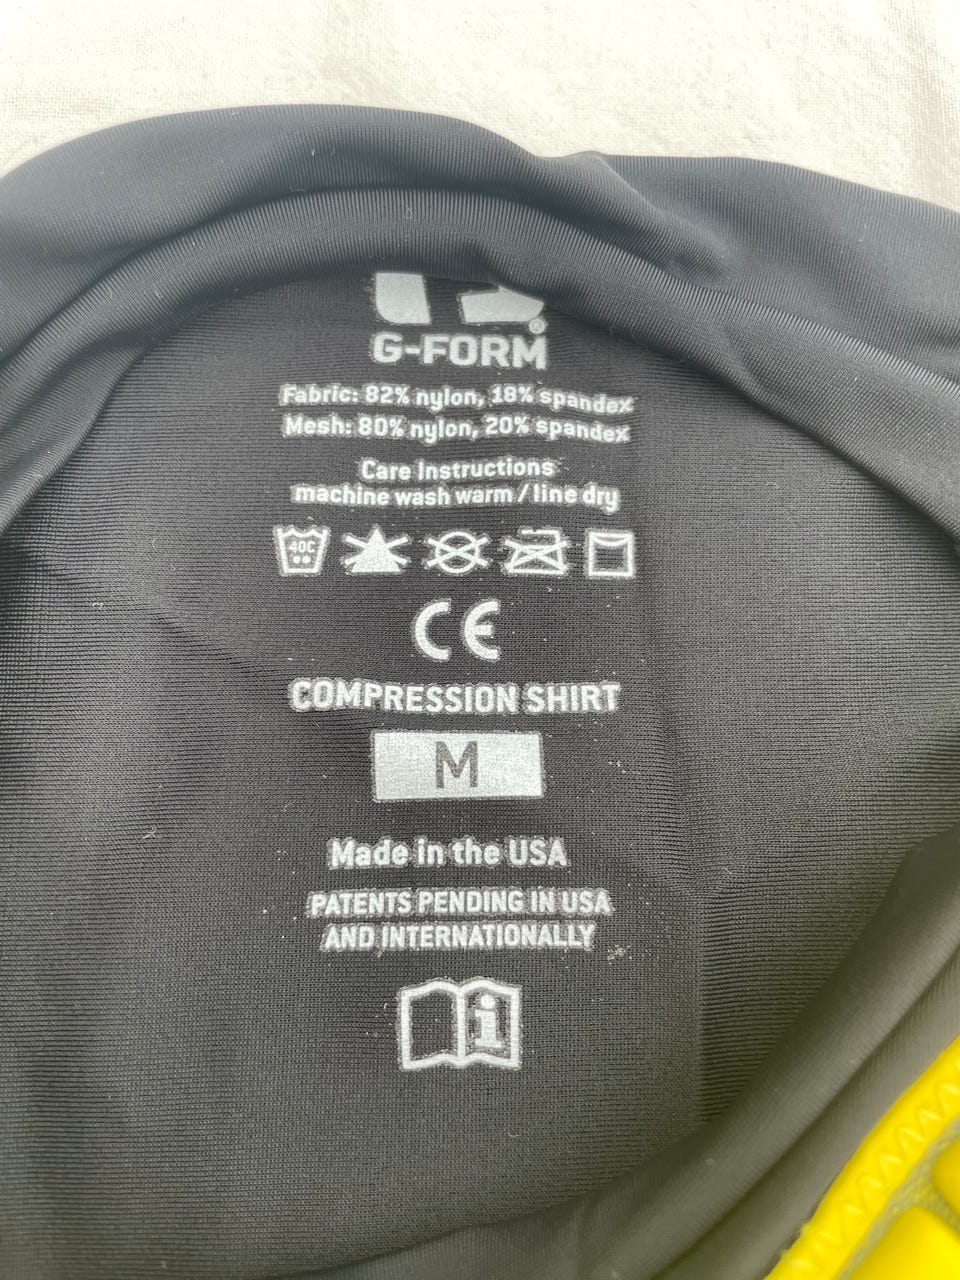 ®
G-FORM
Fabric: 82% nylon, 18% spandex
Mesh: 80% nylon, 20% spandex
Care Instructions
machine wash warm / line dry
40C
CE
COMPRESSION SHIRT
M
Made in the USA
PATENTS PENDING IN USA
AND INTERNATIONALLY
i